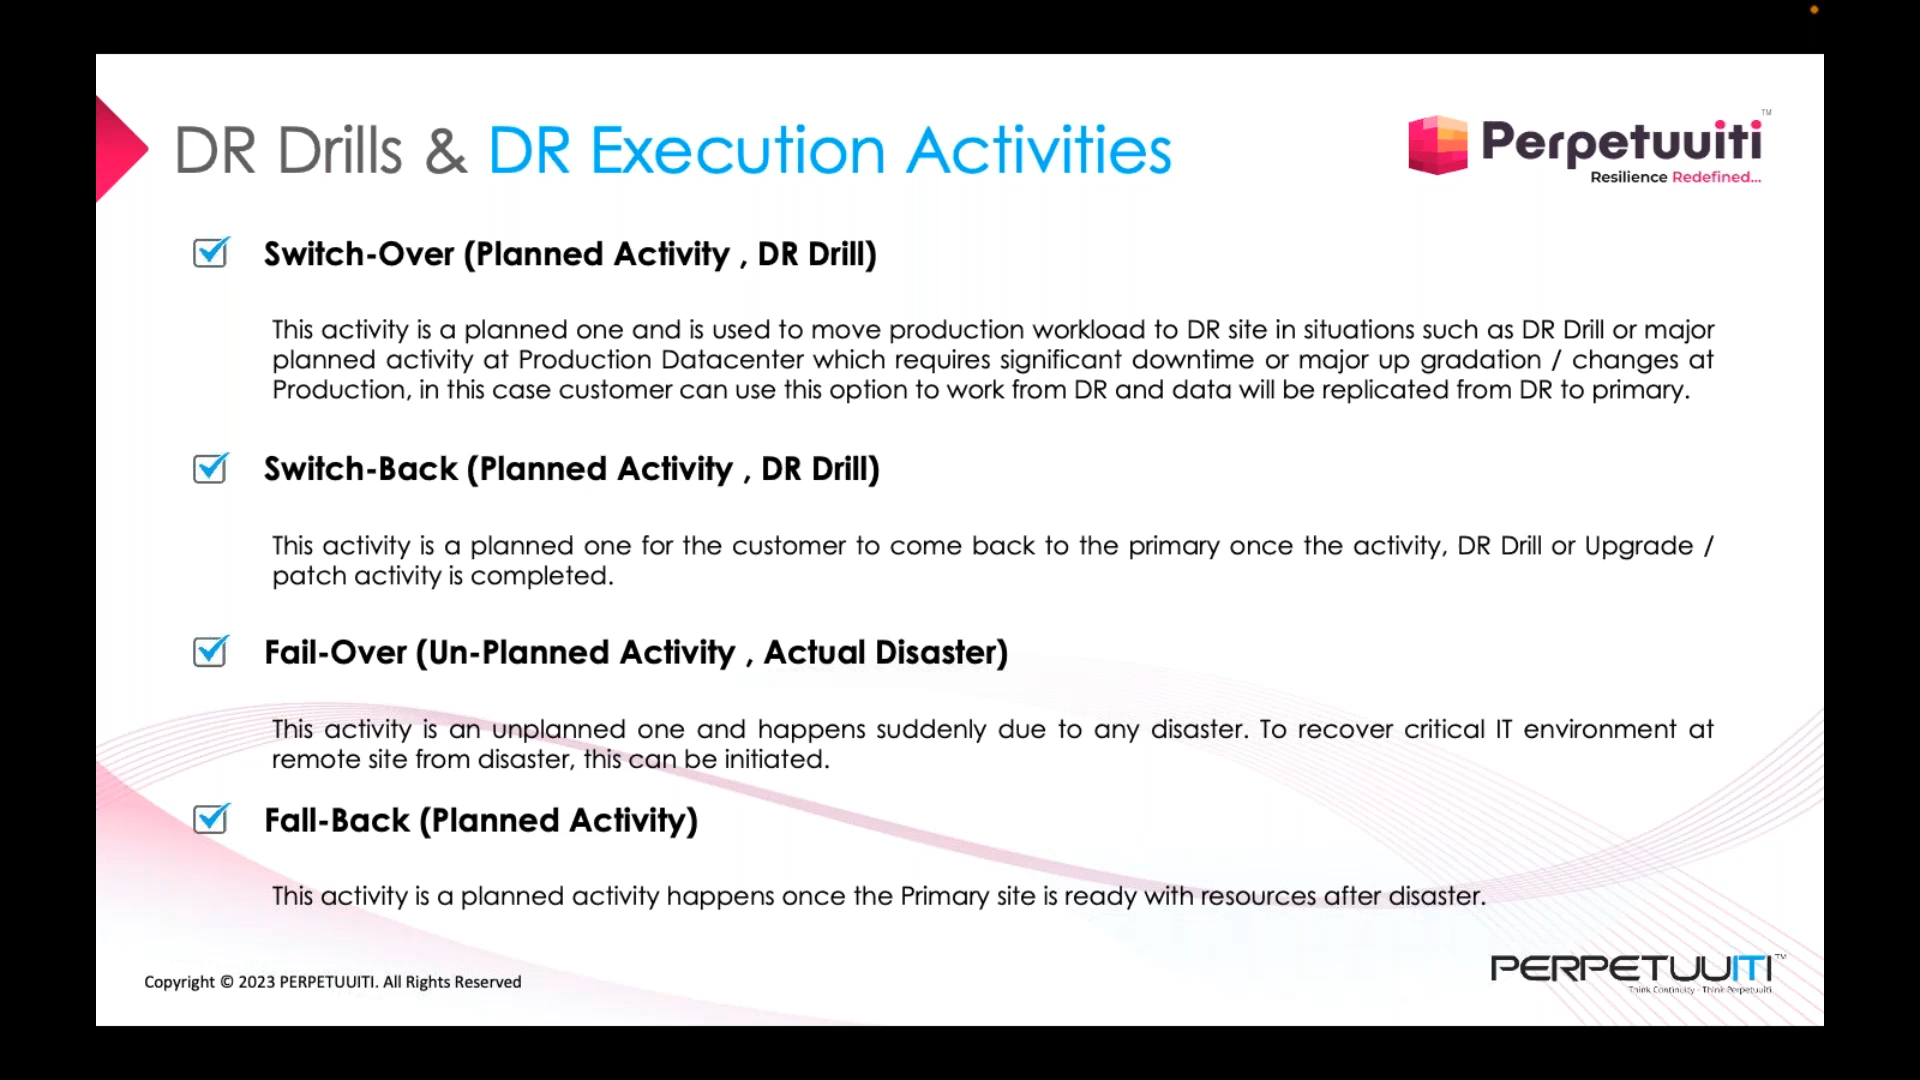 DR Drills & DR Execution Activities
Perpetuuiti™
Resilience Redefined...
Switch-Over (Planned Activity , DR Drill)
This activity is a planned one and is used to move production workload to DR site in situations such as DR Drill or major
planned activity at Production Datacenter which requires significant downtime or major up gradation / changes at
Production, in this case customer can use this option to work from DR and data will be replicated from DR to primary.
Switch-Back (Planned Activity , DR Drill)
This activity is a planned one for the customer to come back to the primary once the activity, DR Drill or Upgrade /
patch activity is completed.
Fail-Over (Un-Planned Activity , Actual Disaster)
This activity is an unplanned one and happens suddenly due to any disaster. To recover critical IT environment at
remote site from disaster, this can be initiated.
Fall-Back (Planned Activity)
This activity is a planned activity happens once the Primary site is ready with resources after disaster.
Copyright © 2023 PERPETUUITI. All Rights Reserved
PERPETUUITI™
Think Continuity - Think Perpetuuiti